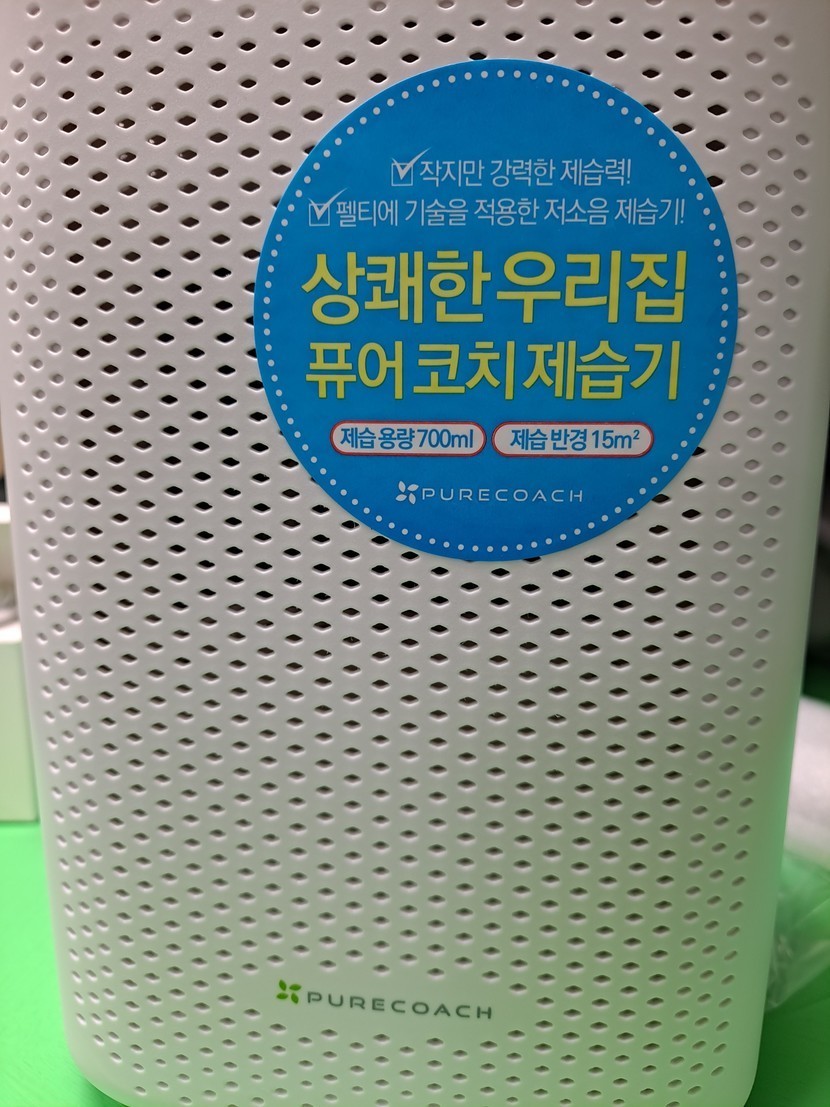 작지만 강력한 제습력!
펠티에 기술을 적용한 저소음 제습기!
상쾌한 우리집
퓨어 코치 제습기
제습 용량 700ml 제습 반경 15m²
PURECOACH
PURECOACH